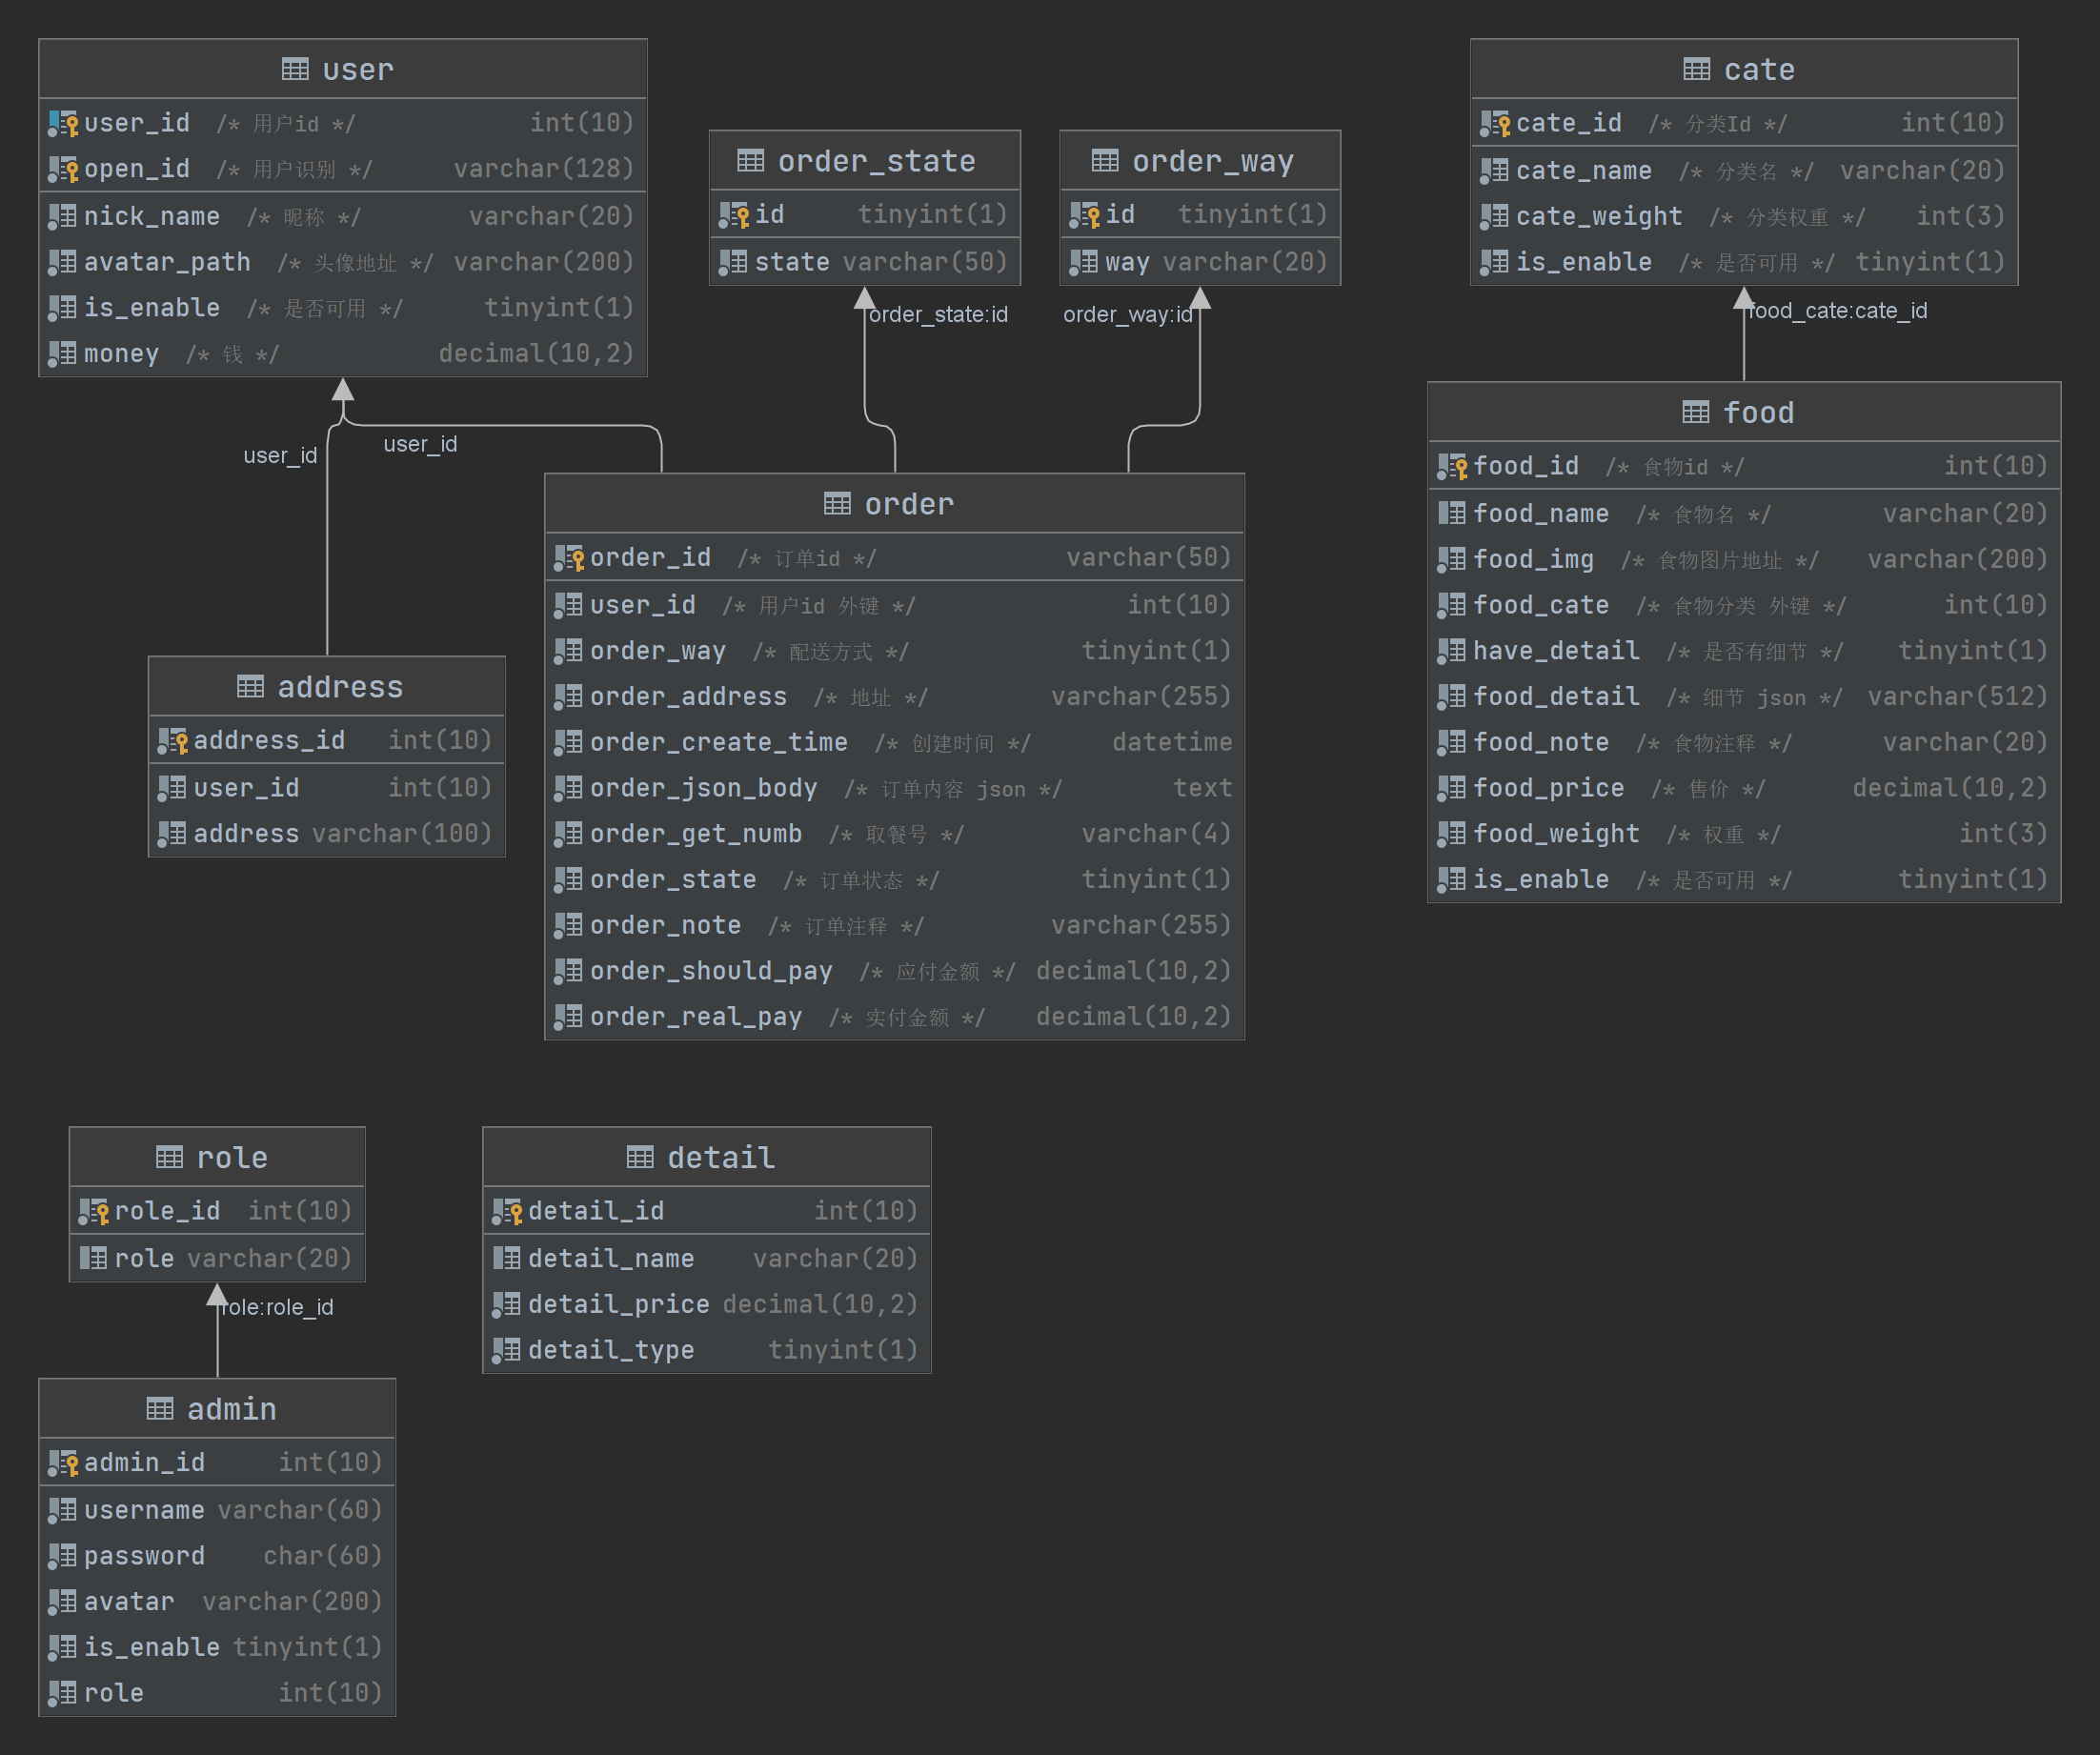 user
user_id /* 用户id */ int(10)
open_id /* 用户识别 */ varchar(128)
nick_name /* 昵称 */ varchar(20)
avatar_path /* 头像地址 */ varchar(200)
is_enable /* 是否可用 */ tinyint(1)
money /* 钱 */ decimal(10,2)
order_state
id tinyint(1)
state varchar(50)
order_way
id tinyint(1)
way varchar(20)
cate
cate_id /* 分类Id */ int(10)
cate_name /* 分类名 */ varchar(20)
cate_weight /* 分类权重 */ int(3)
is_enable /* 是否可用 */ tinyint(1)
order_state:id
order_way:id
food_cate:cate_id
user_id
user_id
food
food_id /* 食物id */ int(10)
food_name /* 食物名 */ varchar(20)
food_img /* 食物图片地址 */ varchar(200)
food_cate /* 食物分类 外键 */ int(10)
have_detail /* 是否有细节 */ tinyint(1)
food_detail /* 细节 json */ varchar(512)
food_note /* 食物注释 */ varchar(20)
food_price /* 售价 */ decimal(10,2)
food_weight /* 权重 */ int(3)
is_enable /* 是否可用 */ tinyint(1)
order
order_id /* 订单id */ varchar(50)
user_id /* 用户id 外键 */ int(10)
order_way /* 配送方式 */ tinyint(1)
order_address /* 地址 */ varchar(255)
order_create_time /* 创建时间 */ datetime
order_json_body /* 订单内容 json */ text
order_get_numb /* 取餐号 */ varchar(4)
order_state /* 订单状态 */ tinyint(1)
order_note /* 订单注释 */ varchar(255)
order_should_pay /* 应付金额 */ decimal(10,2)
order_real_pay /* 实付金额 */ decimal(10,2)
address
address_id int(10)
user_id int(10)
address varchar(100)
role
role_id int(10)
role varchar(20)
role:role_id
detail
detail_id int(10)
detail_name varchar(20)
detail_price decimal(10,2)
detail_type tinyint(1)
admin
admin_id int(10)
username varchar(60)
password char(60)
avatar varchar(200)
is_enable tinyint(1)
role int(10)